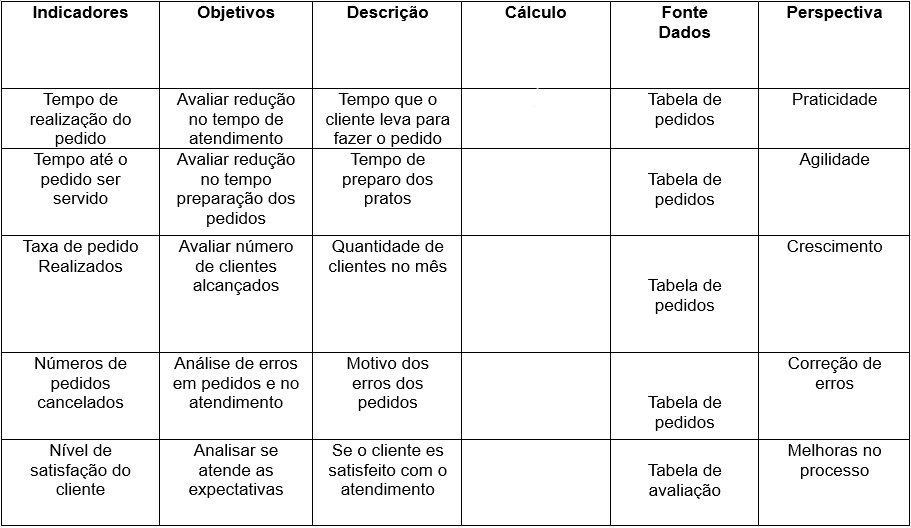 Indicadores
Objetivos
Descrição
Cálculo
Fonte
Dados
Perspectiva
Tempo de
realização do
pedido
Avaliar redução
no tempo de
atendimento
Tempo que o
cliente leva para
fazer o pedido
Tabela de
pedidos
Praticidade
Tempo até o
pedido ser
servido
Avaliar redução
no tempo
preparação dos
pedidos
Tempo de
preparo dos
pratos
Tabela de
pedidos
Agilidade
Taxa de pedido
Realizados
Avaliar número
de clientes
alcançados
Quantidade de
clientes no mês
Tabela de
pedidos
Crescimento
Números de
pedidos
cancelados
Análise de erros
em pedidos e no
atendimento
Motivo dos
erros dos
pedidos
Tabela de
pedidos
Correção de
erros
Nível de
satisfação do
cliente
Analisar se
atende as
expectativas
Se o cliente es
satisfeito com o
atendimento
Tabela de
avaliação
Melhoras no
processo